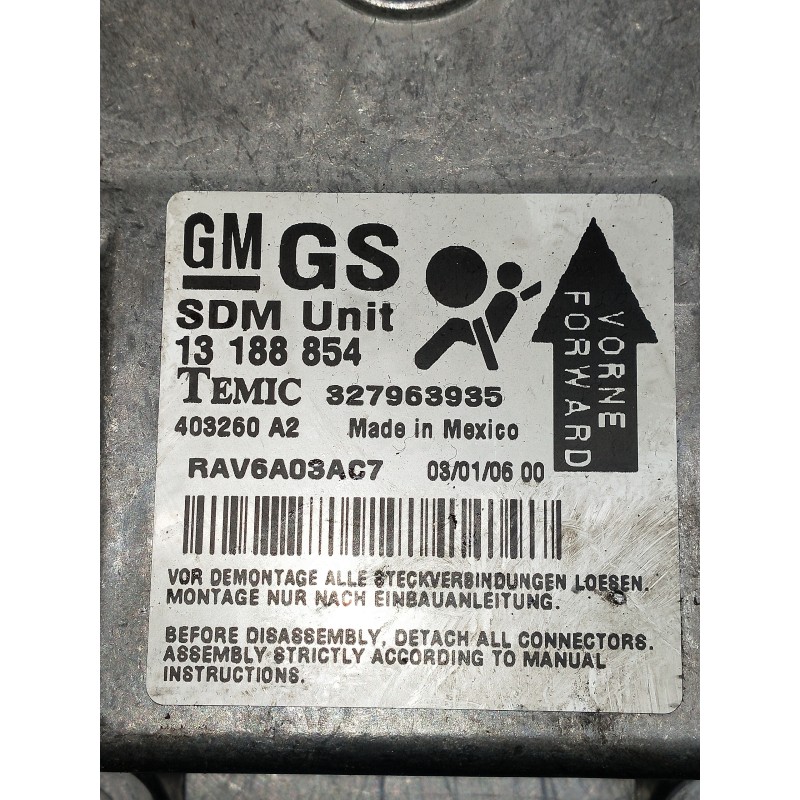 GM GS
SDM Unit
13 188 854
TEMIC 327963935
403260 A2 Made in Mexico
RAV6A03AC7 03/01/06 00
VORNE
FORWARD
VOR DEMONTAGE ALLE STECKVERBINDUNGEN LOESEN.
MONTAGE NUR NACH EINBAUANLEITUNG.
BEFORE DISASSEMBLY, DETACH ALL CONNECTORS.
ASSEMBLY STRICTLY ACCORDING TO MANUAL
INSTRUCTIONS.